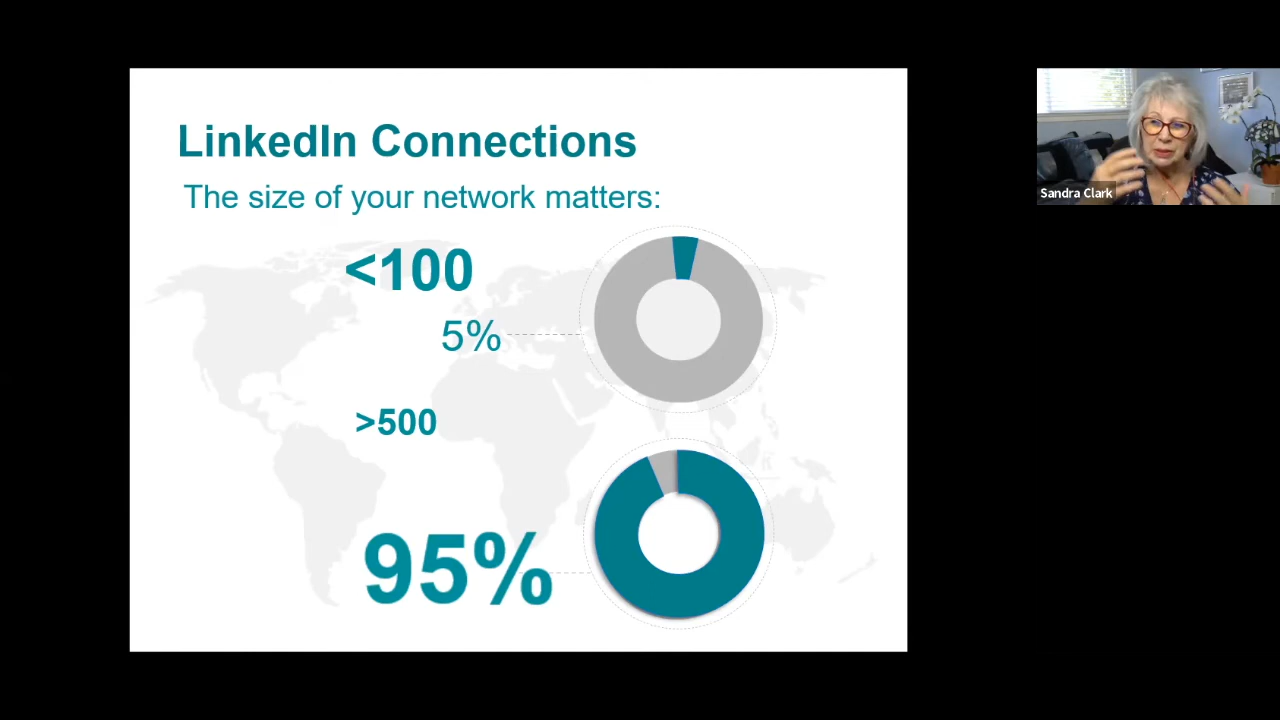 LinkedIn Connections
The size of your network matters:
<100
5%
>500
95%
Sandra Clark